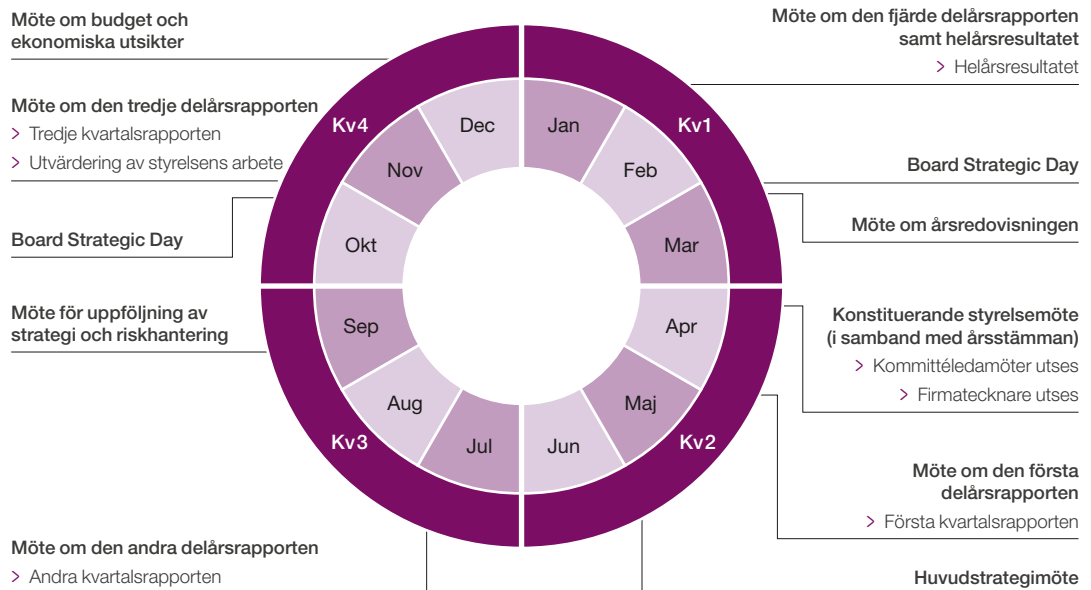 Möte om budget och
ekonomiska utsikter
Möte om den tredje delårsrapporten
> Tredje kvartalsrapporten
> Utvärdering av styrelsens arbete
Board Strategic Day
Möte för uppföljning av
strategi och riskhantering
Möte om den andra delårsrapporten
> Andra kvartalsrapporten
Kv4
Kv1
Kv3
Kv2
Dec
Jan
Nov
Feb
Okt
Mar
Sep
Apr
Aug
Maj
Jul
Jun
Möte om den fjärde delårsrapporten
samt helårsresultatet
> Helårsresultatet
Board Strategic Day
Möte om årsredovisningen
Konstituerande styrelsemöte
(i samband med årsstämman)
> Kommittéledamöter utses
> Firmatecknare utses
Möte om den första
delårsrapporten
> Första kvartalsrapporten
Huvudstrategimöte